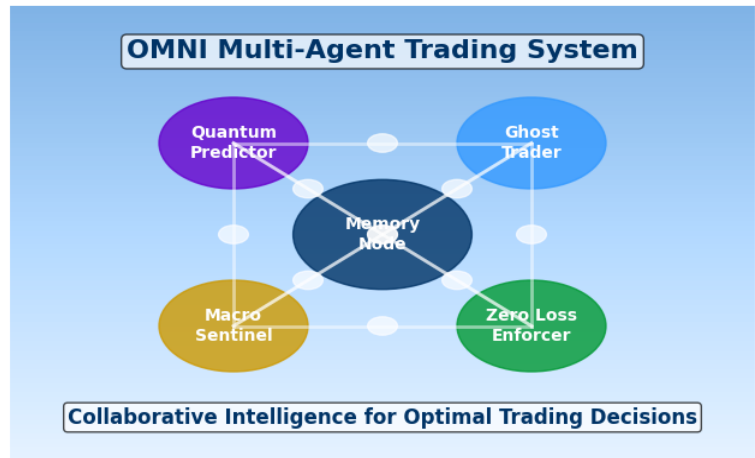 OMNI Multi-Agent Trading System
Quantum
Predictor
Ghost
Trader
Memory
Node
Macro
Sentinel
Zero Loss
Enforcer
Collaborative Intelligence for Optimal Trading Decisions